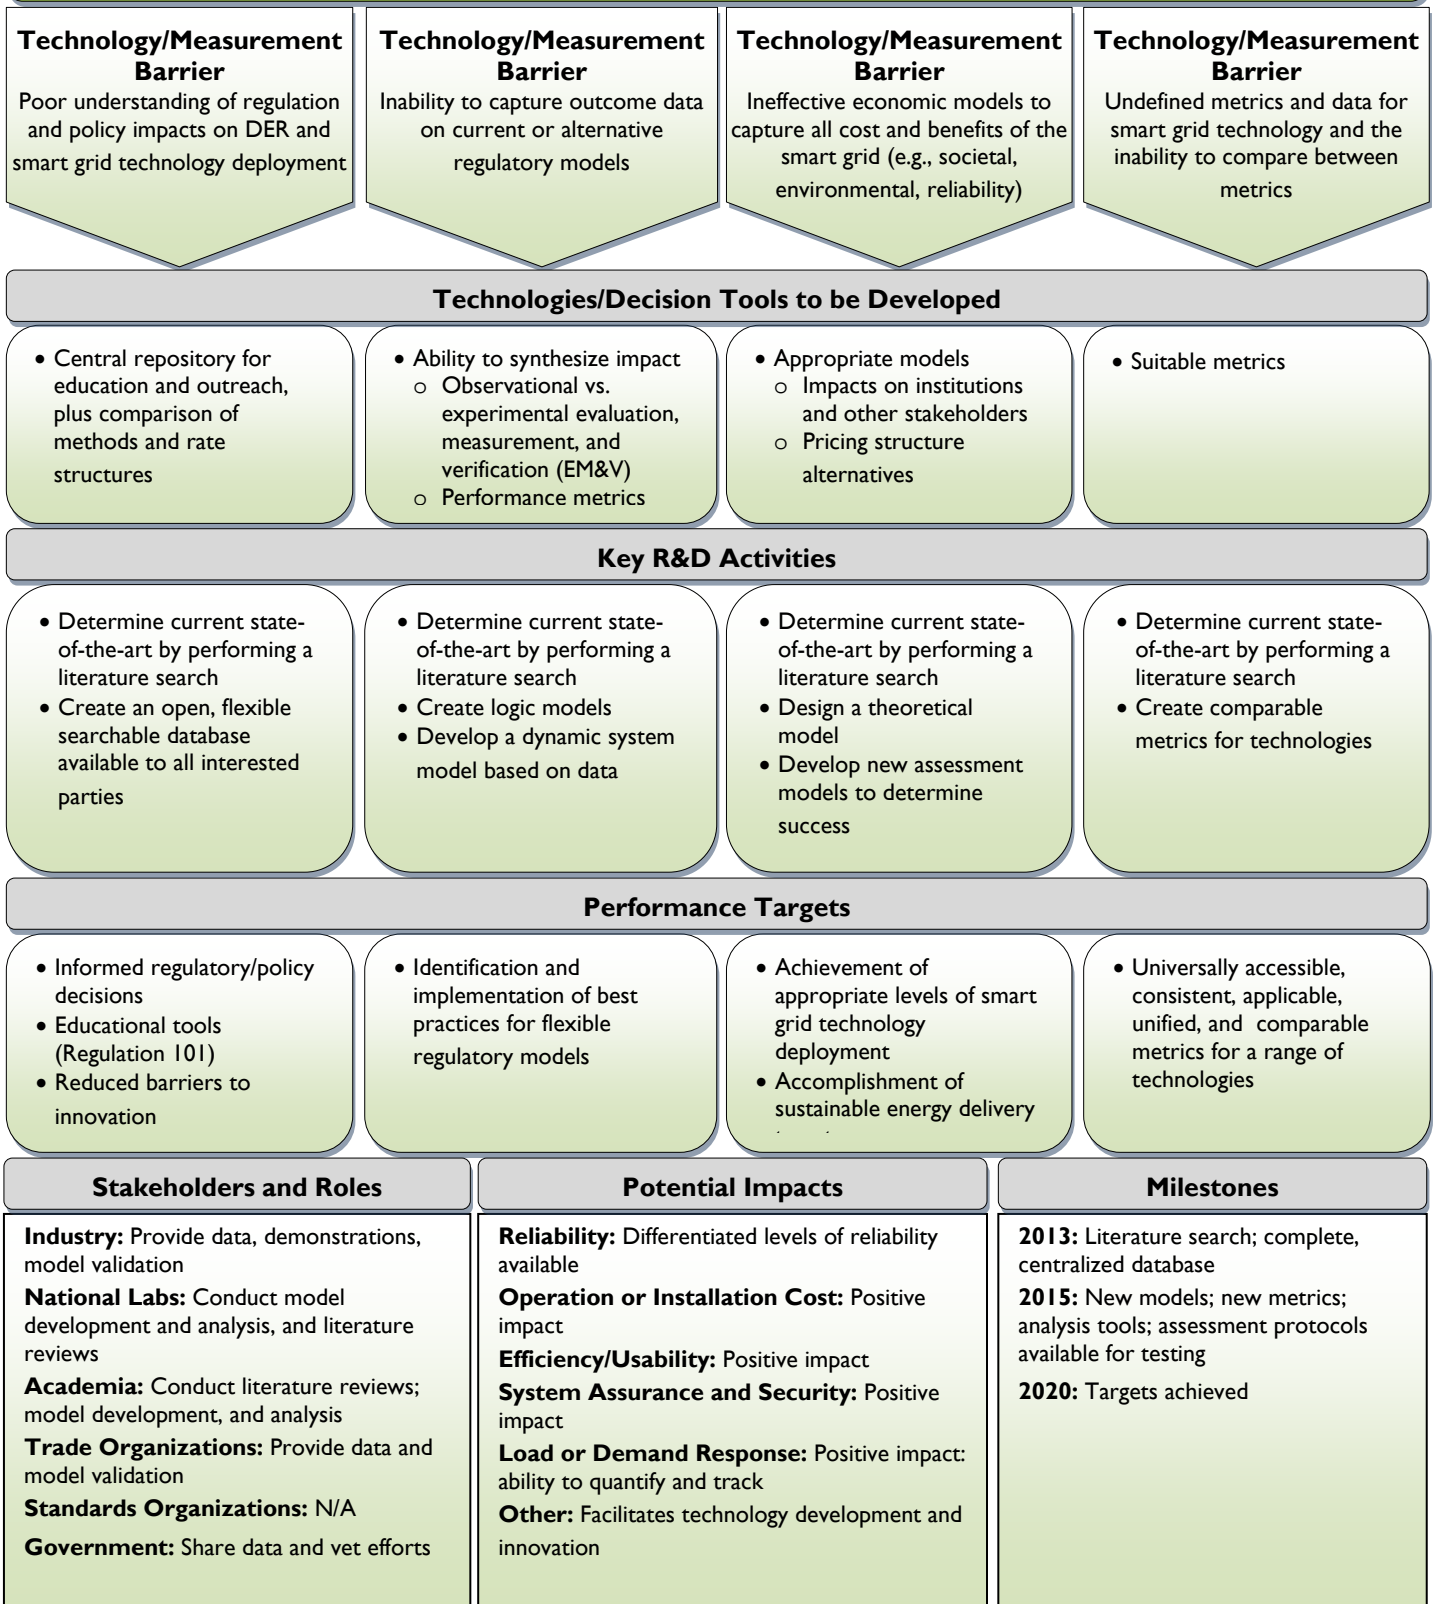 Technology/Measurement
Barrier
Poor understanding of regulation
and policy impacts on DER and
smart grid technology deployment
Technology/Measurement
Barrier
Inability to capture outcome data
on current or alternative
regulatory models
Technology/Measurement
Barrier
Ineffective economic models to
capture all cost and benefits of the
smart grid (e.g., societal,
environmental, reliability)
Technology/Measurement
Barrier
Undefined metrics and data for
smart grid technology and the
inability to compare between
metrics
Technologies/Decision Tools to be Developed
• Central repository for
education and outreach,
plus comparison of
methods and rate
structures
• Ability to synthesize impact
o Observational vs.
experimental evaluation,
measurement, and
verification (EM&V)
o Performance metrics
• Appropriate models
o Impacts on institutions
and other stakeholders
o Pricing structure
alternatives
• Suitable metrics
Key R&D Activities
• Determine current state-
of-the-art by performing a
literature search
• Create an open, flexible
searchable database
available to all interested
parties
• Determine current state-
of-the-art by performing a
literature search
• Create logic models
• Develop a dynamic system
model based on data
• Determine current state-
of-the-art by performing a
literature search
• Design a theoretical
model
• Develop new assessment
models to determine
success
• Determine current state-
of-the-art by performing a
literature search
• Create comparable
metrics for technologies
Performance Targets
• Informed regulatory/policy
decisions
• Educational tools
(Regulation 101)
• Reduced barriers to
innovation
• Identification and
implementation of best
practices for flexible
regulatory models
• Achievement of
appropriate levels of smart
grid technology
deployment
• Accomplishment of
sustainable energy delivery
• Universally accessible,
consistent, applicable,
unified, and comparable
metrics for a range of
technologies
Stakeholders and Roles
Industry: Provide data, demonstrations,
model validation
National Labs: Conduct model
development and analysis, and literature
reviews
Academia: Conduct literature reviews;
model development, and analysis
Trade Organizations: Provide data and
model validation
Standards Organizations: N/A
Government: Share data and vet efforts
Potential Impacts
Reliability: Differentiated levels of reliability
available
Operation or Installation Cost: Positive
impact
Efficiency/Usability: Positive impact
System Assurance and Security: Positive
impact
Load or Demand Response: Positive impact:
ability to quantify and track
Other: Facilitates technology development and
innovation
Milestones
2013: Literature search; complete,
centralized database
2015: New models; new metrics;
analysis tools; assessment protocols
available for testing
2020: Targets achieved